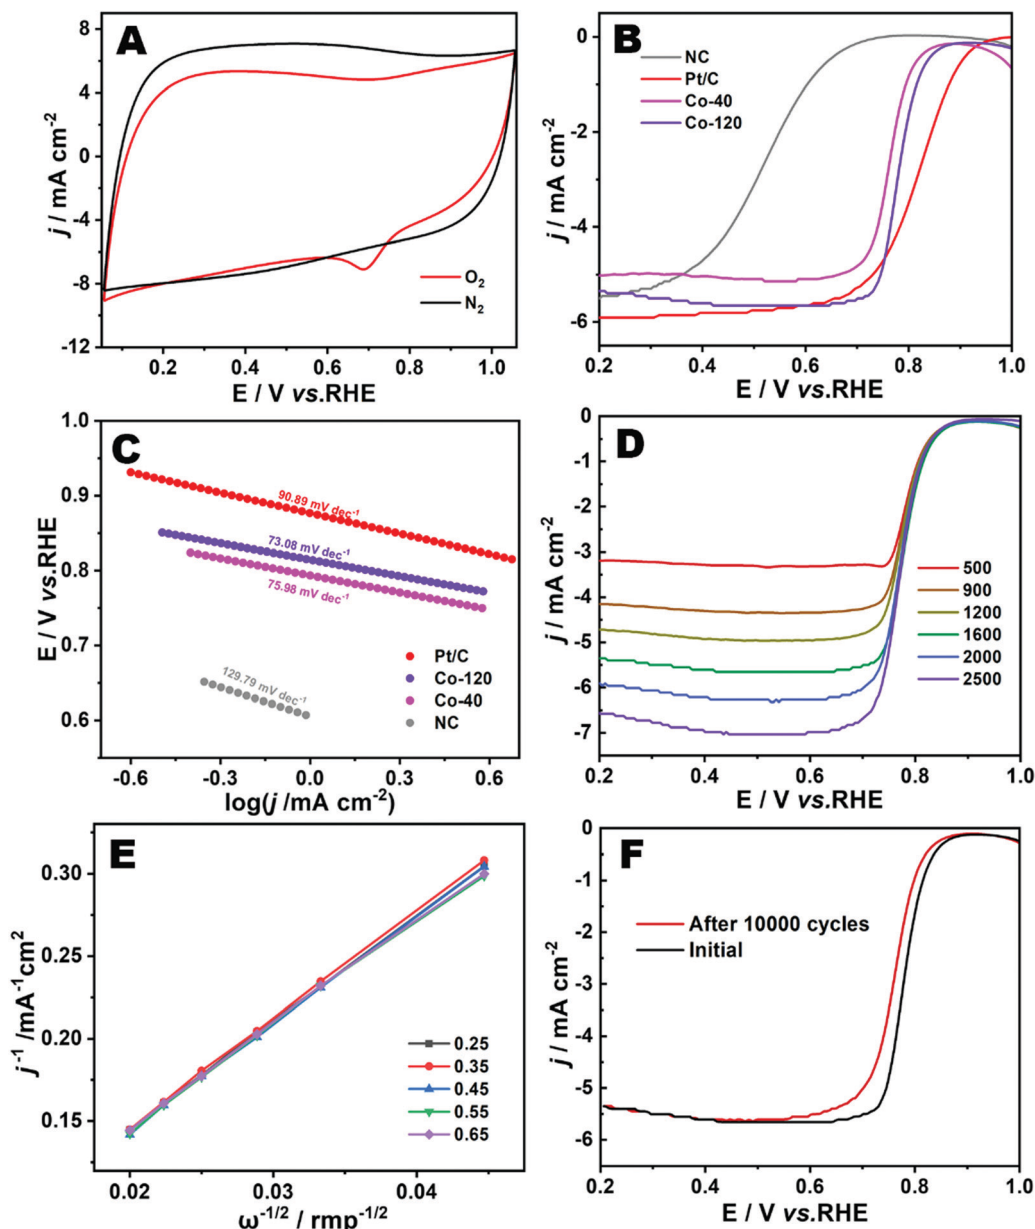 A
8
4
0
-4
-8
-12
j / mA cm-2
O2
N2
0.2 0.4 0.6 0.8 1.0
E / V vs.RHE
B
0
-2
-4
-6
j / mA cm-2
NC
Pt/C
Co-40
Co-120
0.2 0.4 0.6 0.8 1.0
E / V vs.RHE
C
1.0
0.9
0.8
0.7
0.6
E / V vs.RHE
90.89 mV dec-1
73.08 mV dec-1
75.98 mV dec-1
129.79 mV dec-1
Pt/C
Co-120
Co-40
NC
-0.6 -0.3 0.0 0.3 0.6
log(j /mA cm-2)
D
0
-1
-2
-3
-4
-5
-6
-7
j / mA cm-2
500
900
1200
1600
2000
2500
0.2 0.4 0.6 0.8 1.0
E / V vs.RHE
E
0.30
0.25
0.20
0.15
j-1 /mA-1cm2
0.25
0.35
0.45
0.55
0.65
0.02 0.03 0.04
ω-1/2 / rmp-1/2
F
0
-1
-2
-3
-4
-5
-6
j / mA cm-2
After 10000 cycles
Initial
0.2 0.4 0.6 0.8 1.0
E / V vs.RHE